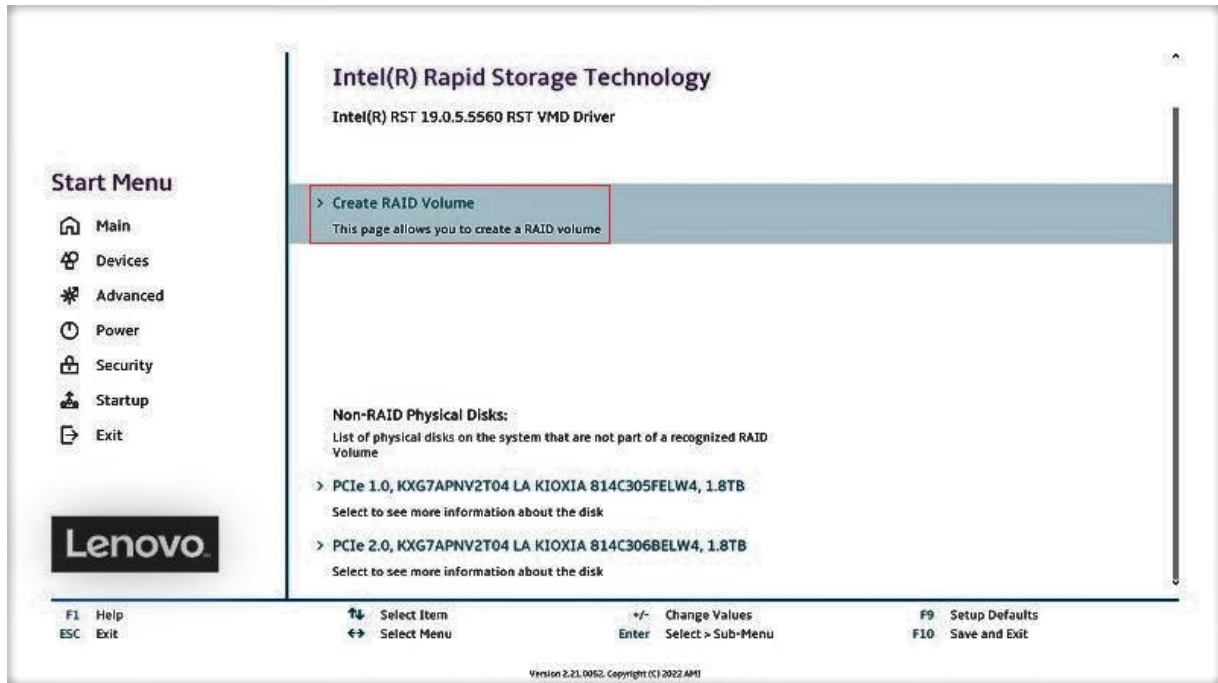 Intel(R) Rapid Storage Technology
Intel(R) RST 19.0.5.5560 RST VMD Driver
Start Menu
Main
Devices
Advanced
Power
Security
Startup
Exit
Lenovo
> Create RAID Volume
This page allows you to create a RAID volume
Non-RAID Physical Disks:
List of physical disks on the system that are not part of a recognized RAID
Volume
> PCIe 1.0, KXG7APNV2T04 LA KIOXIA 814C305FELW4, 1.8TB
Select to see more information about the disk
> PCIe 2.0, KXG7APNV2T04 LA KIOXIA 814C306BELW4, 1.8TB
Select to see more information about the disk
F1 Help
ESC Exit
↑↓ Select Item
↔ Select Menu
+/- Change Values
Enter Select > Sub-Menu
F9 Setup Defaults
F10 Save and Exit
Version 2.21.0052. Copyright (C) 2022 AMI